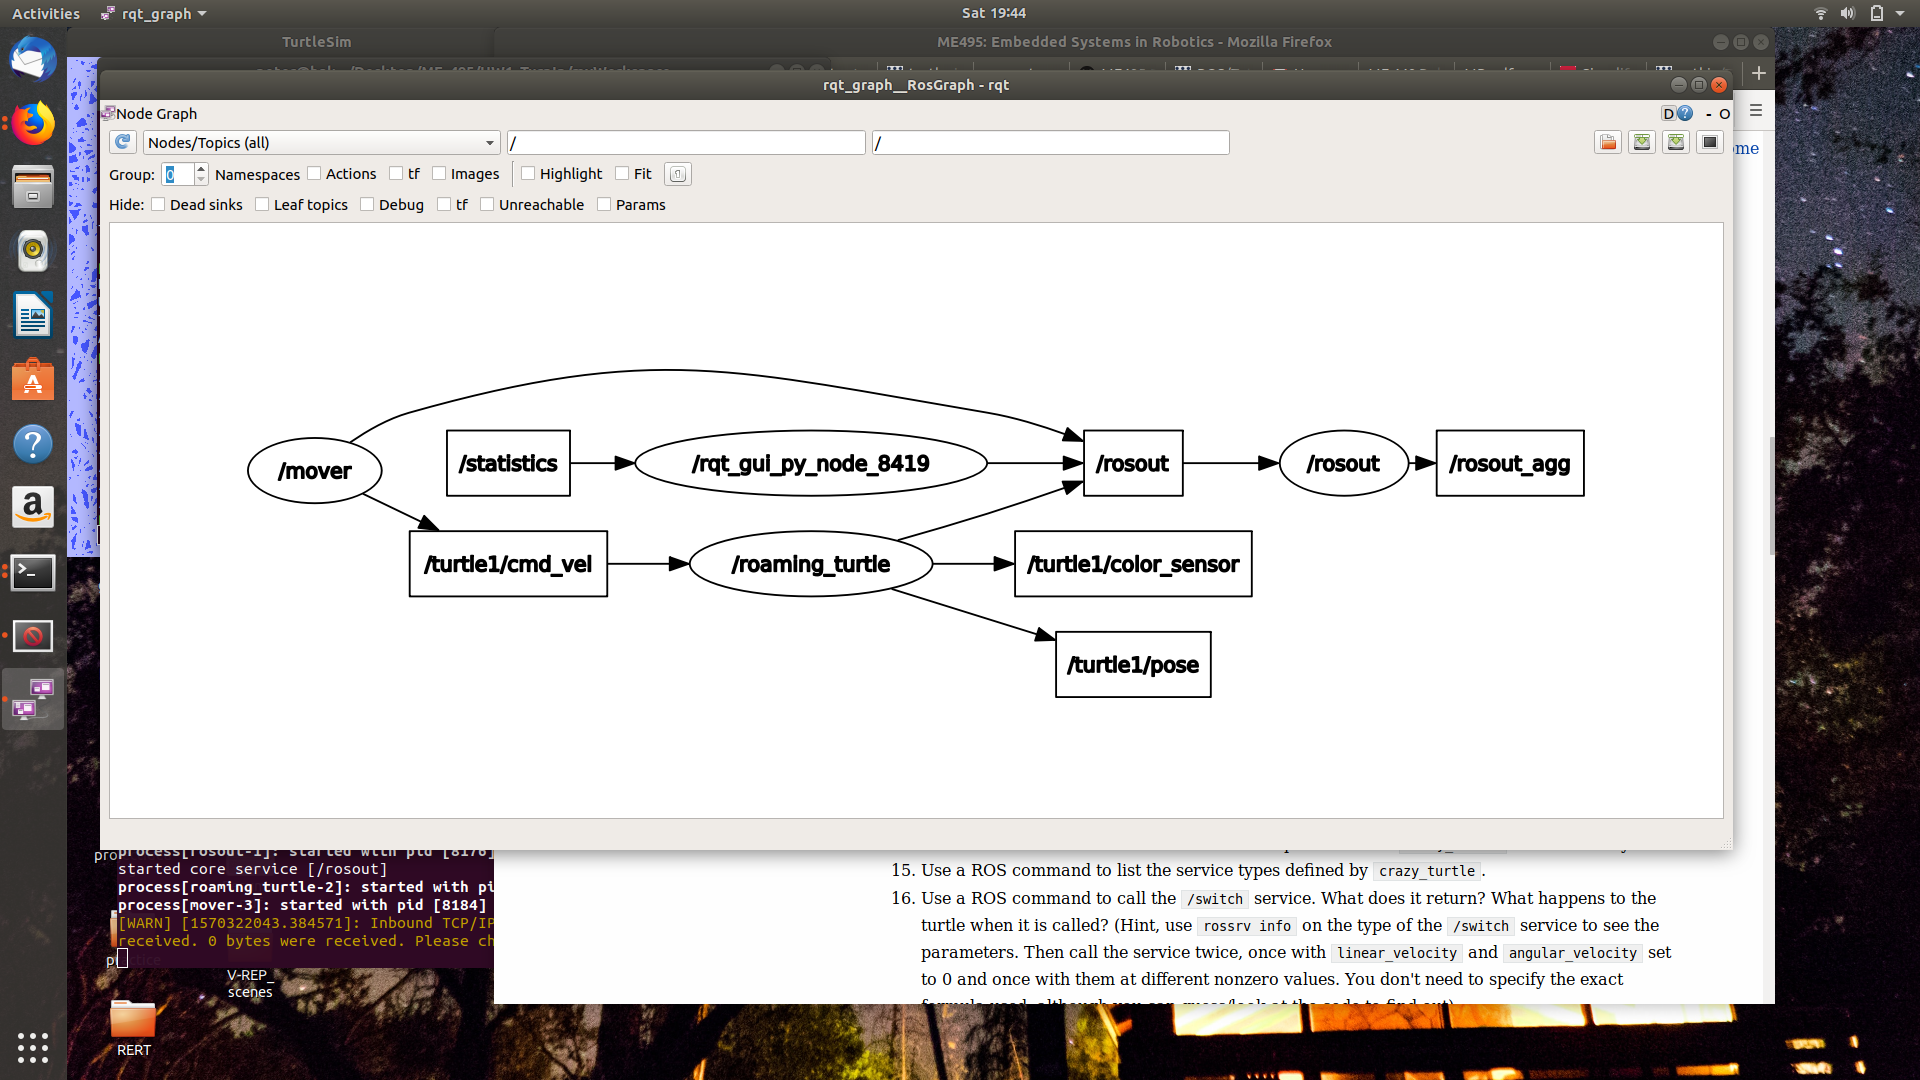 Activities rqt_graph Sat 19:44
TurtleSim ME495: Embedded Systems in Robotics - Mozilla Firefox
rqt_graph__RosGraph - rqt
Node Graph D ? - O
Nodes/Topics (all) / /
ome
Group: 0 Namespaces Actions tf Images Highlight Fit
Hide: Dead sinks Leaf topics Debug tf Unreachable Params
/mover
/statistics
/rqt_gui_py_node_8419
/rosout
/rosout
/rosout_agg
/turtle1/cmd_vel
/roaming_turtle
/turtle1/color_sensor
/turtle1/pose
process[rosout-1]: started with pid [8176]
started core service [/rosout]
process[roaming_turtle-2]: started with pi
process[mover-3]: started with pid [8184]
[WARN] [1570322043.384571]: Inbound TCP/IP
received. 0 bytes were received. Please ch
V-REP_
scenes
RERT
15. Use a ROS command to list the service types defined by crazy_turtle.
16. Use a ROS command to call the /switch service. What does it return? What happens to the
turtle when it is called? (Hint, use rossrv info on the type of the /switch service to see the
parameters. Then call the service twice, once with linear_velocity and angular_velocity set
to 0 and once with them at different nonzero values. You don't need to specify the exact